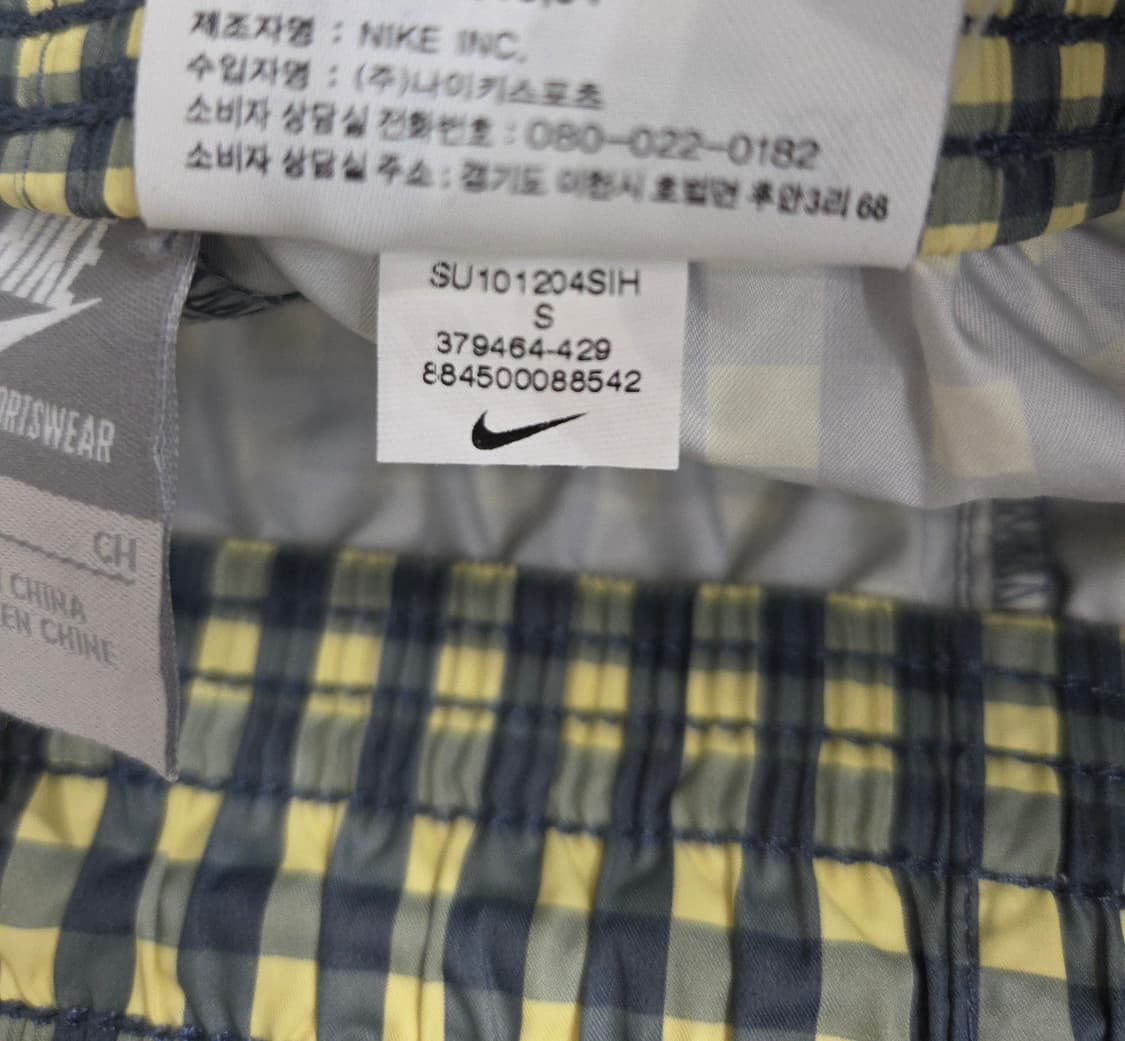 제조자명 : NIKE INC.
수입자명 : (주)나이키스포츠
소비자 상담실 전화번호 : 080-022-0182
소비자 상담실 주소 : 경기도 이천시 호법면 후안3리 68
SU101204SIH
S
379464-429
884500088542
NIKE
CH
CHINA
EN CHINE